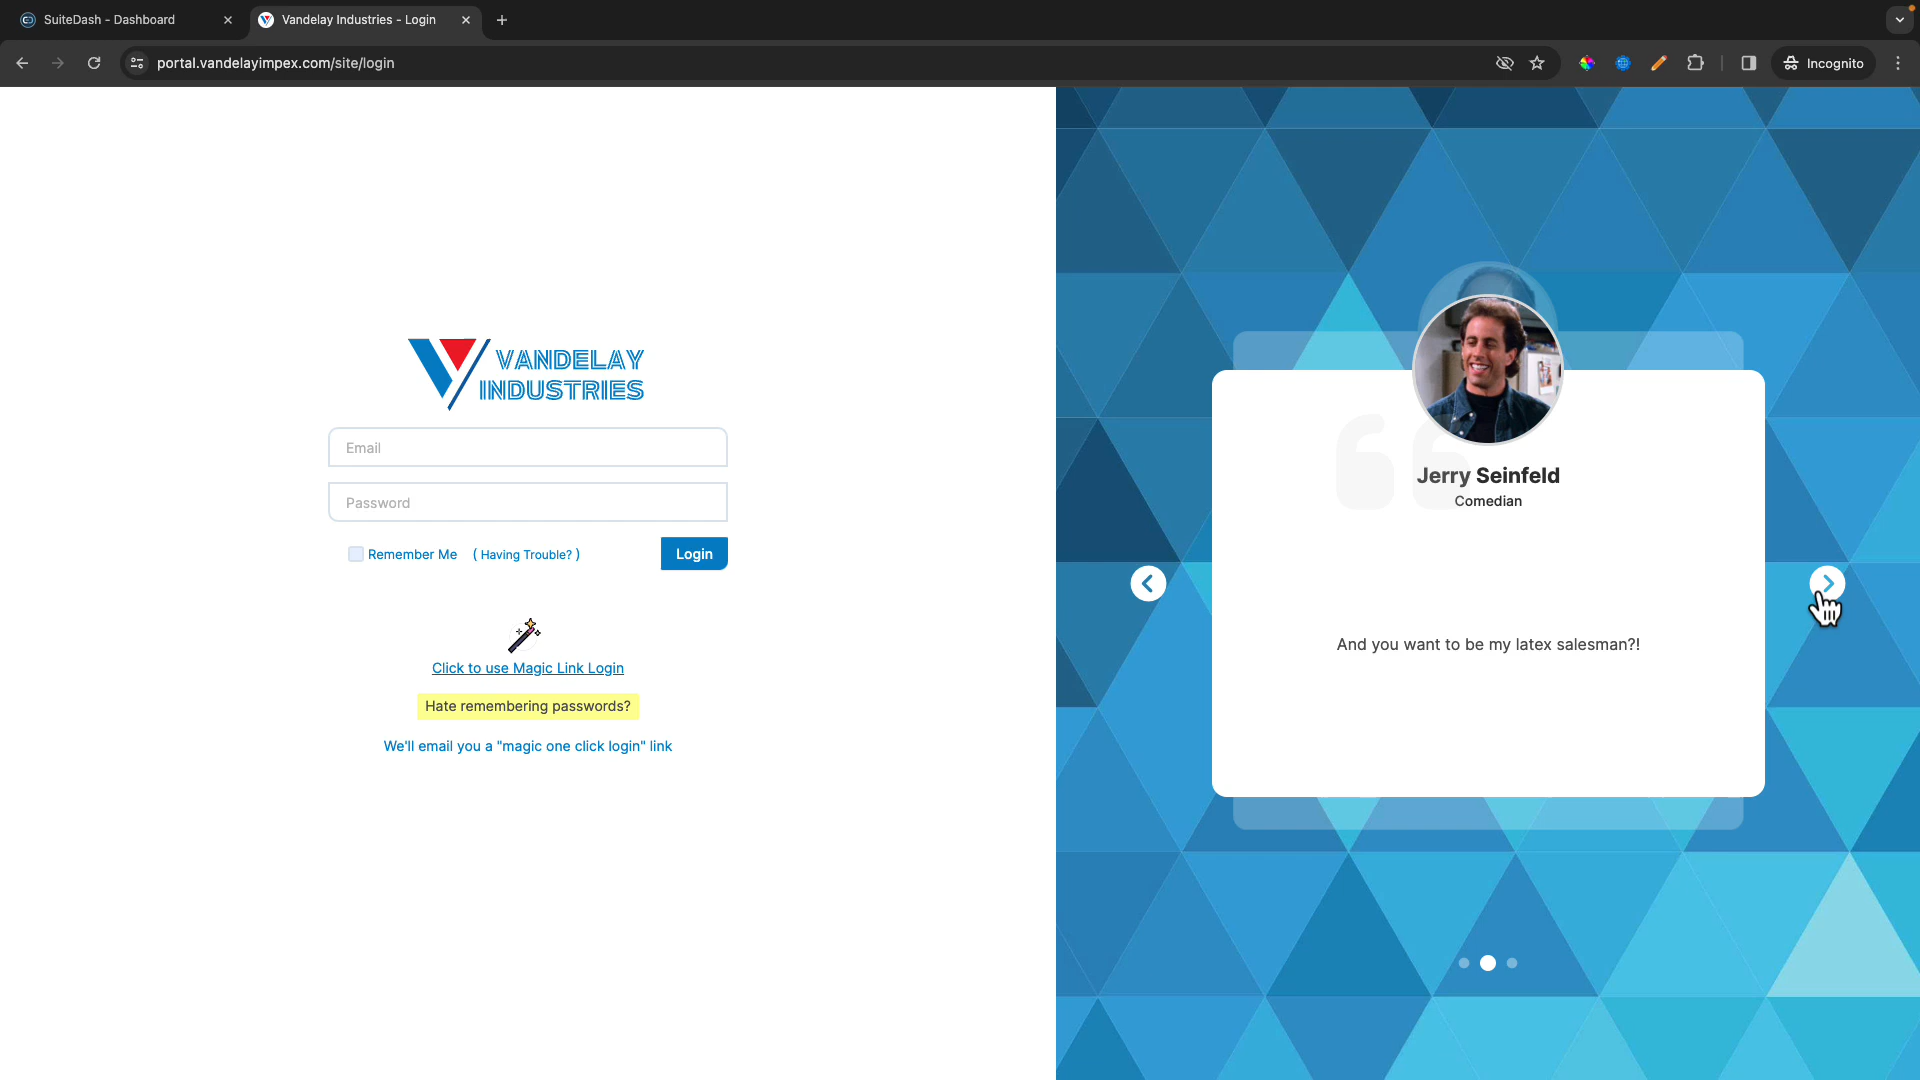 SuiteDash - Dashboard
Vandelay Industries - Login
portal.vandelayimpex.com/site/login
Incognito
VANDELAY
INDUSTRIES
Email
Password
Remember Me
( Having Trouble? )
Login
Click to use Magic Link Login
Hate remembering passwords?
We'll email you a "magic one click login" link
Jerry Seinfeld
Comedian
And you want to be my latex salesman?!